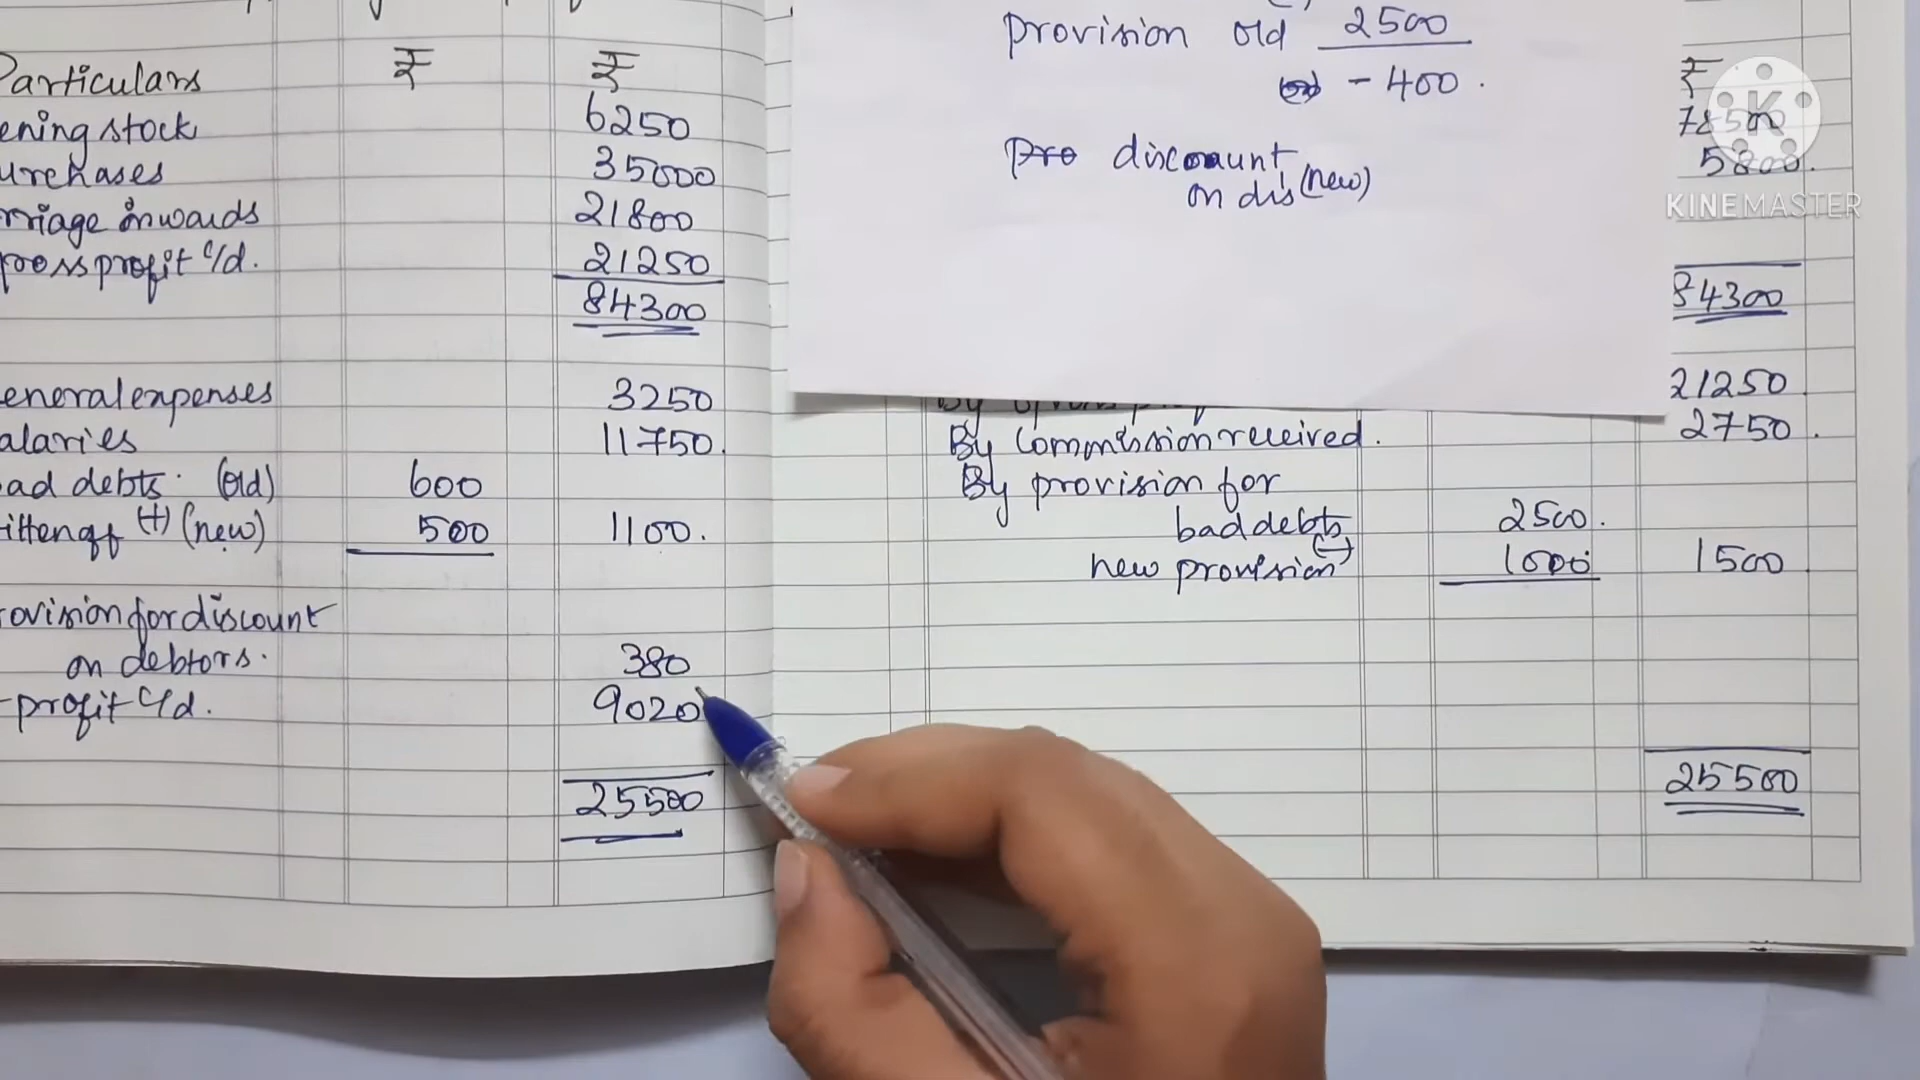 Particulars ₹ ₹
ening stock 6250
urchases 35000
rriage inwards 21800
ross profit c/d. 21250
84300
eneral expenses 3250
alaries 11750.
ad debts (old) 600
itten off (+) (new) 500 1100.
rovision for discount
on debtors. 380
profit c/d. 9020
25500
provision old 2500
- 400.
pro discount
on dis (new)
₹
78500
5800.
KINEMASTER
84300
21250
By commission received. 2750.
By provision for
bad debts 2500.
new provision (-) 1000 1500
25500